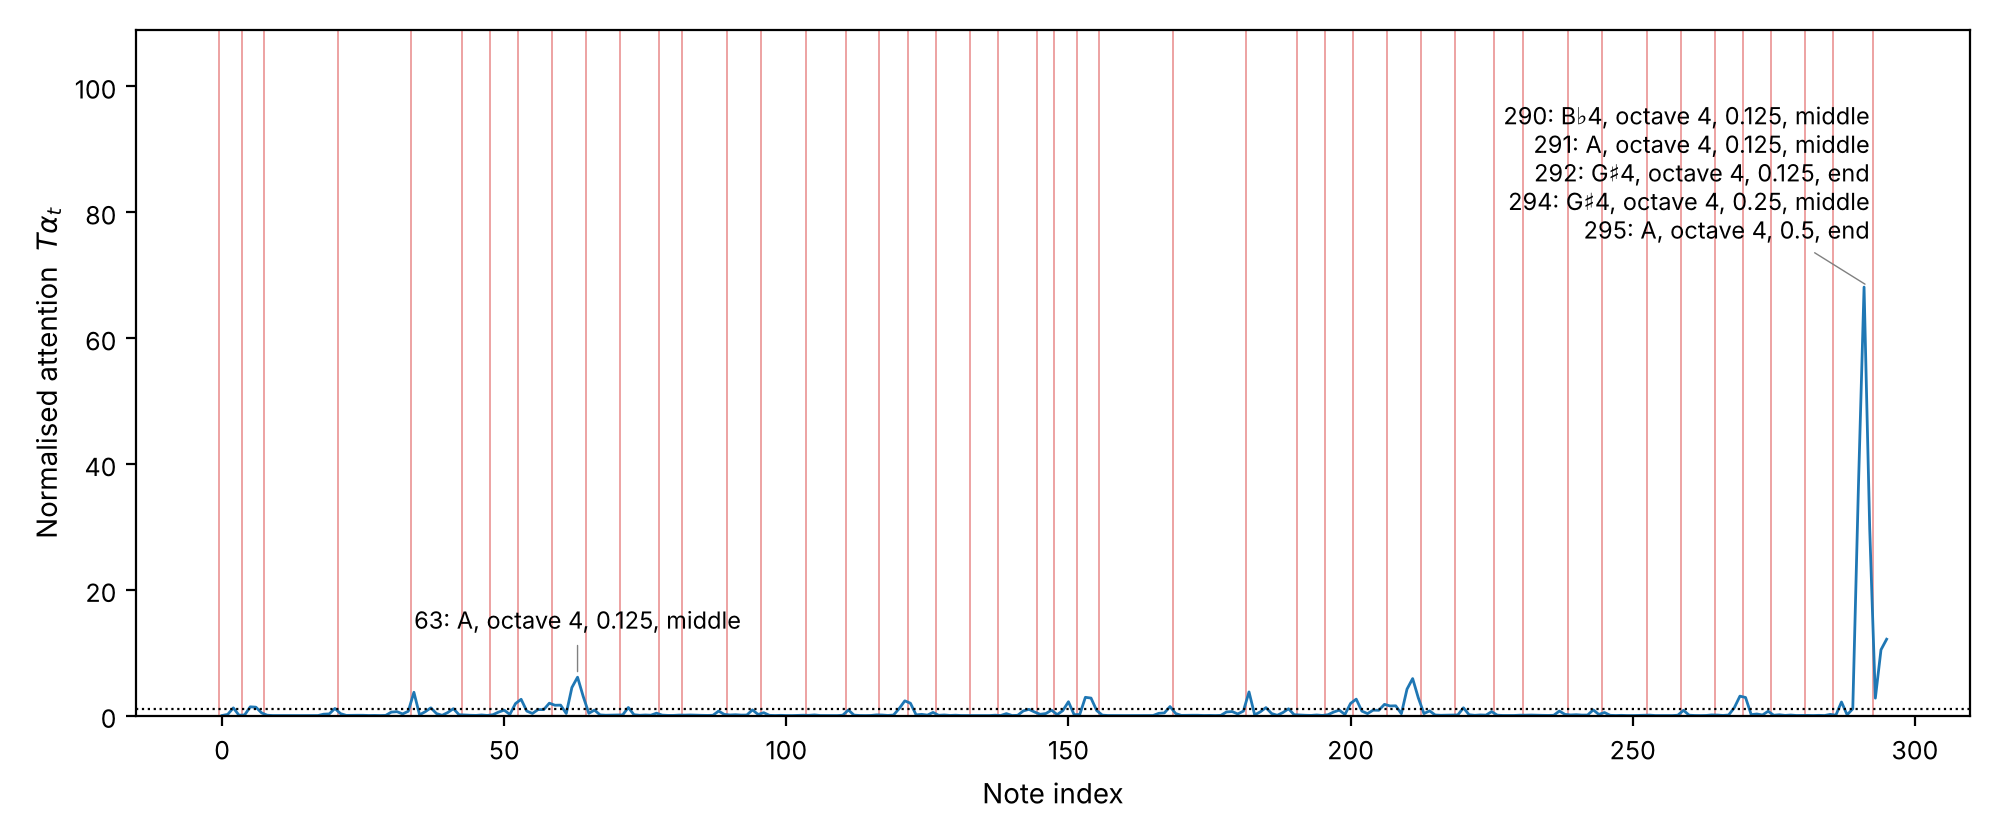 100
80
60
40
20
0
Normalised attention Tαₜ
290: B♭4, octave 4, 0.125, middle
291: A, octave 4, 0.125, middle
292: G♯4, octave 4, 0.125, end
294: G♯4, octave 4, 0.25, middle
295: A, octave 4, 0.5, end
63: A, octave 4, 0.125, middle
0 50 100 150 200 250 300
Note index